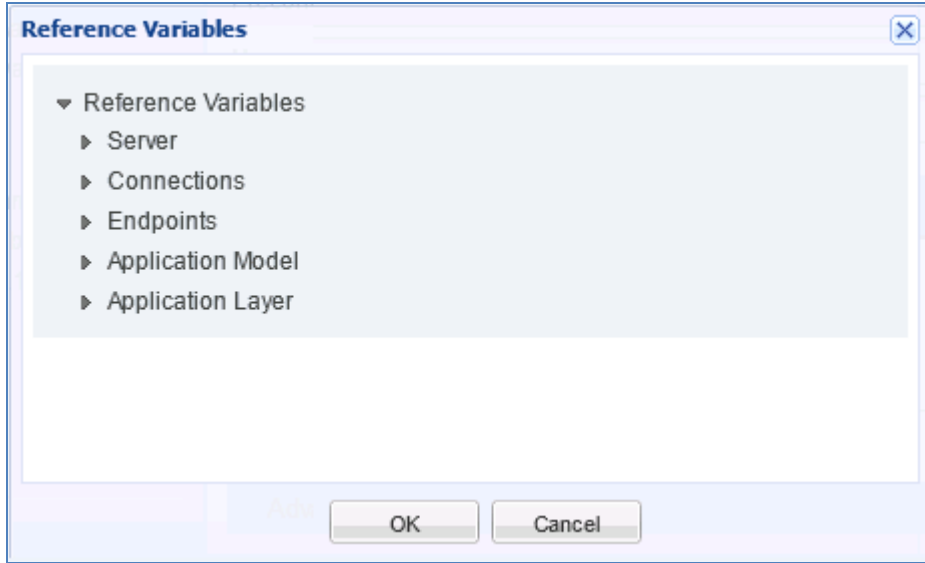 Reference Variables
Reference Variables
Server
Connections
Endpoints
Application Model
Application Layer
OK
Cancel